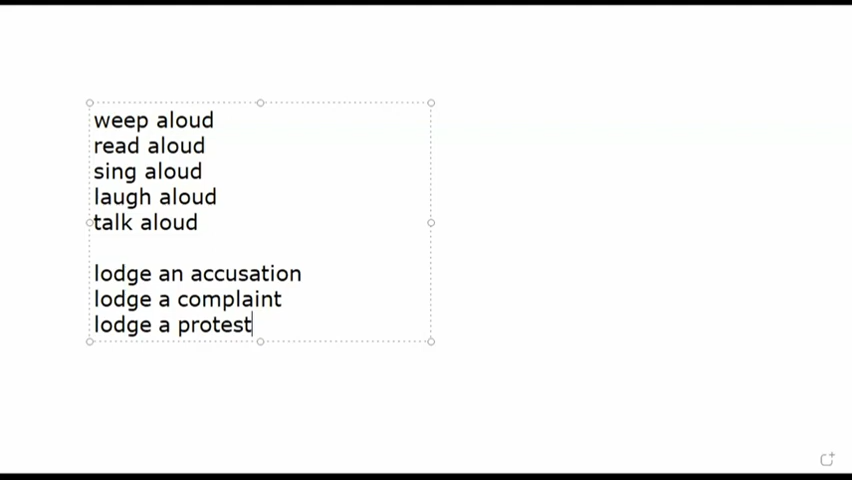 weep aloud
read aloud
sing aloud
laugh aloud
talk aloud
lodge an accusation
lodge a complaint
lodge a protest